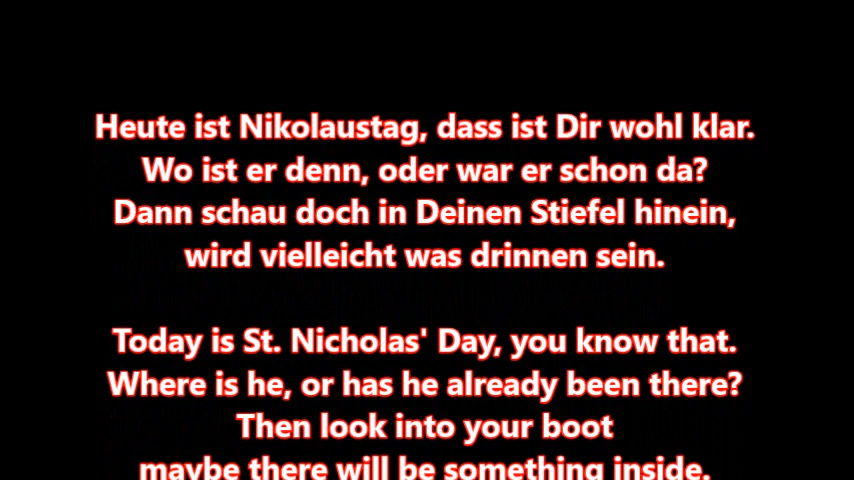 Heute ist Nikolaustag, dass ist Dir wohl klar.
Wo ist er denn, oder war er schon da?
Dann schau doch in Deinen Stiefel hinein,
wird vielleicht was drinnen sein.
Today is St. Nicholas' Day, you know that.
Where is he, or has he already been there?
Then look into your boot
maybe there will be something inside.